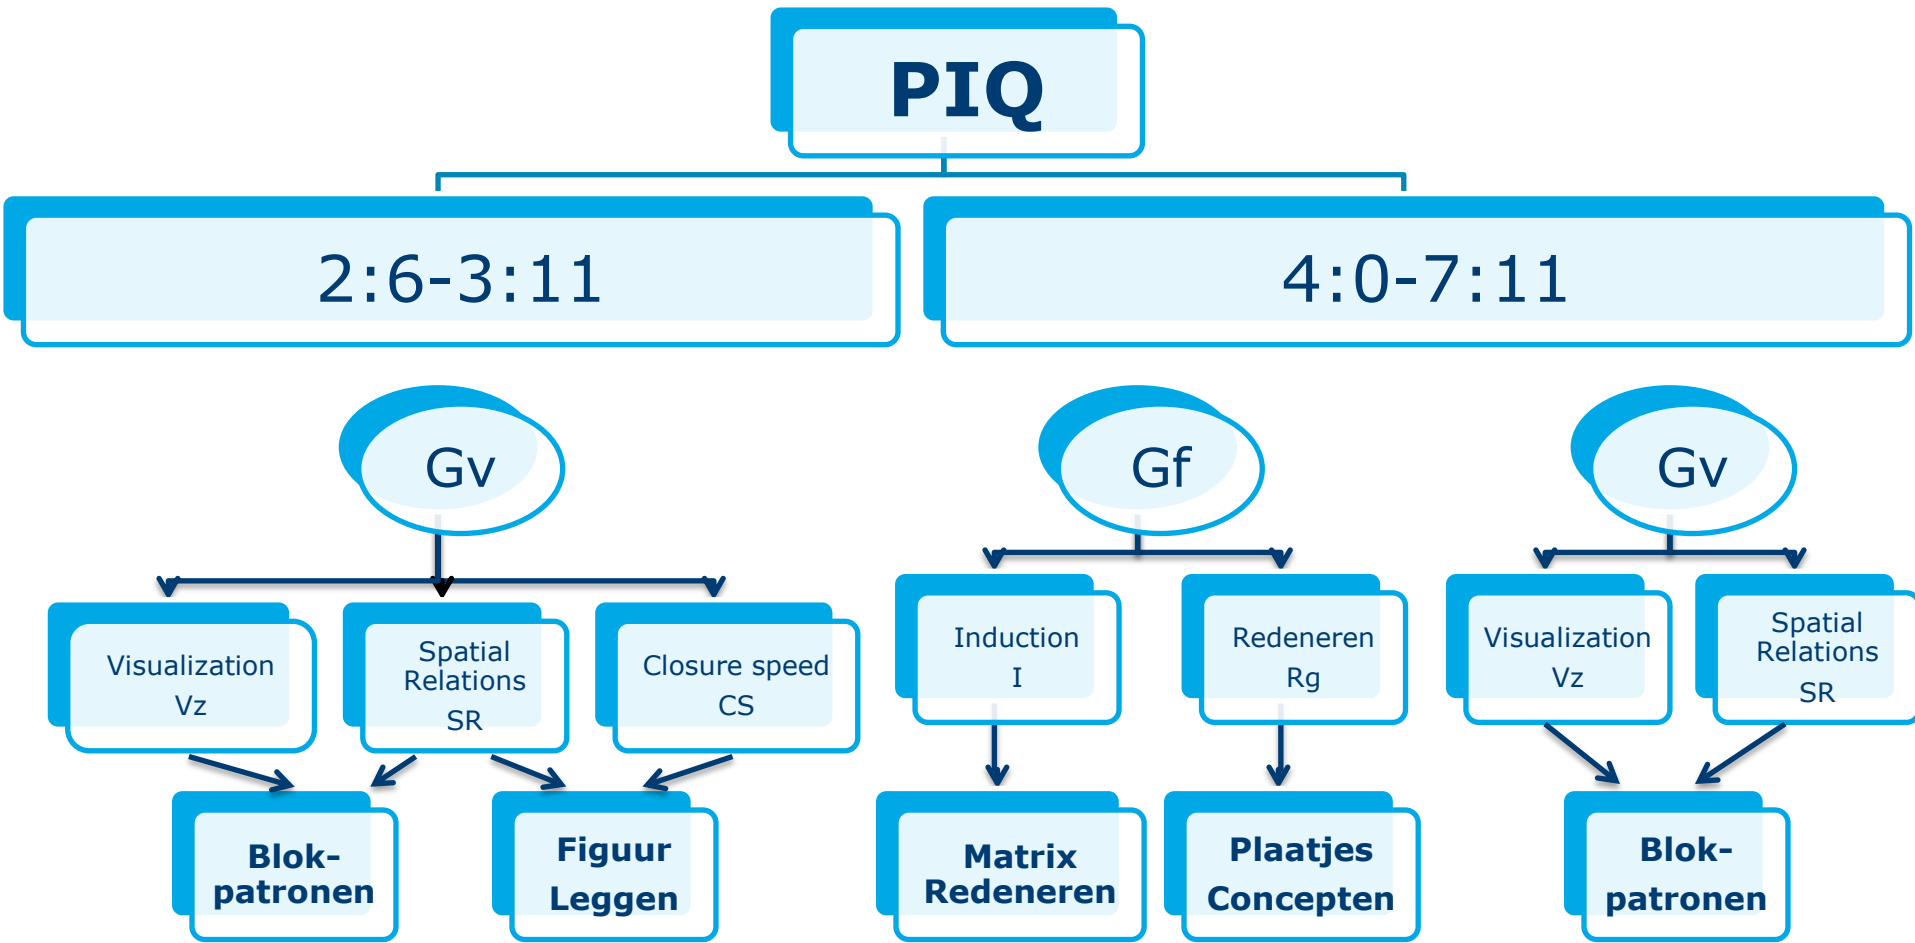 PIQ
2:6-3:11
4:0-7:11
Gv
Gf
Gv
Visualization
Vz
Spatial
Relations
SR
Closure speed
CS
Induction
I
Redeneren
Rg
Visualization
Vz
Spatial
Relations
SR
Blok-
patronen
Figuur
Leggen
Matrix
Redeneren
Plaatjes
Concepten
Blok-
patronen